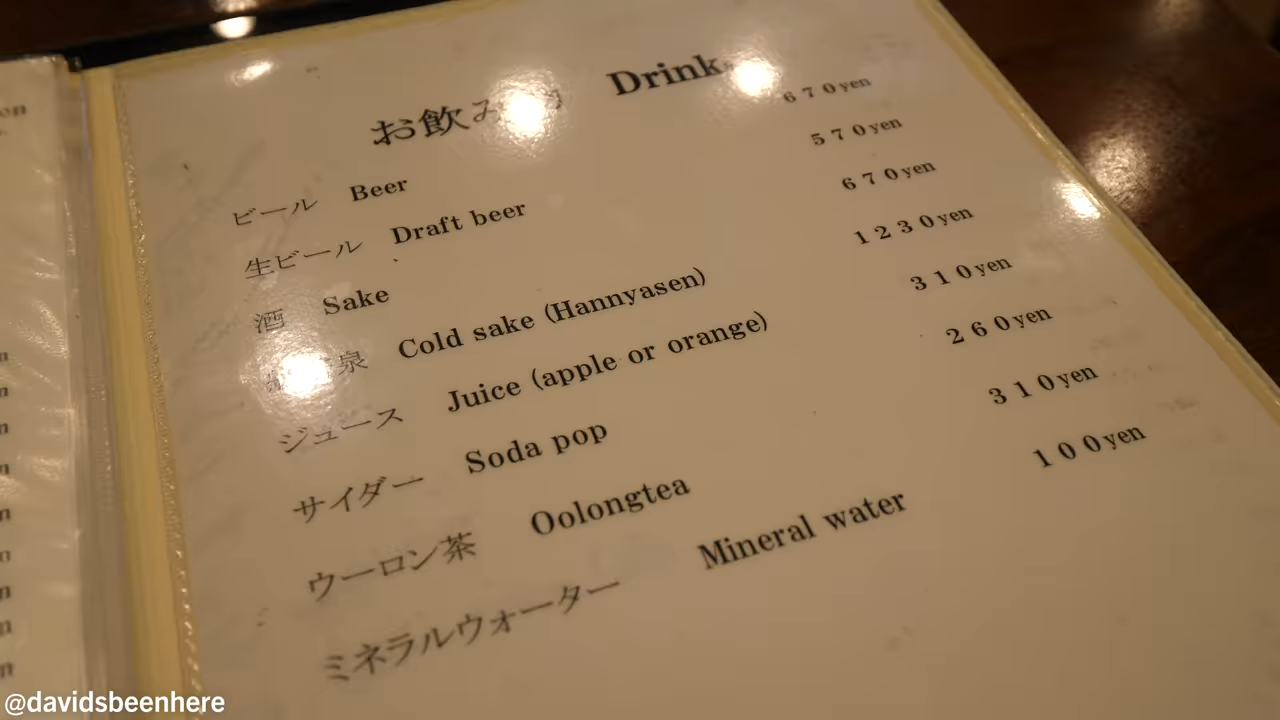 お飲み Drink
ビール Beer 670yen
生ビール Draft beer 570yen
酒 Sake 670yen
泉 Cold sake (Hannyasen) 1230yen
ジュース Juice (apple or orange) 310yen
サイダー Soda pop 260yen
ウーロン茶 Oolongtea 310yen
ミネラルウォーター Mineral water 100yen
@davidsbeenhere